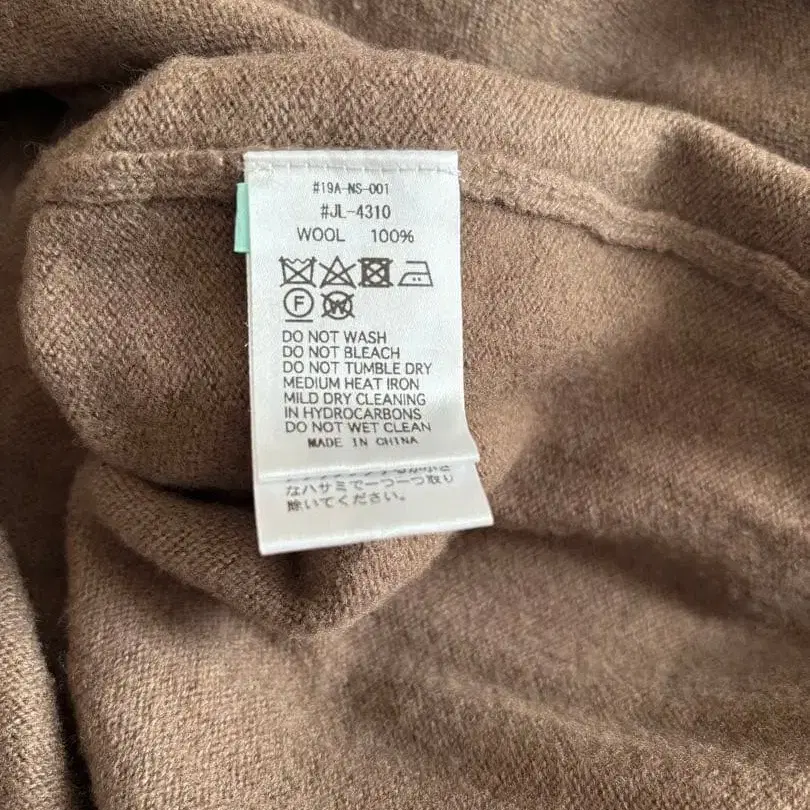 #19A-NS-001
#JL-4310
WOOL 100%
F
W
DO NOT WASH
DO NOT BLEACH
DO NOT TUMBLE DRY
MEDIUM HEAT IRON
MILD DRY CLEANING
IN HYDROCARBONS
DO NOT WET CLEAN
MADE IN CHINA
なハサミで一つ一つ取り
除いてください。